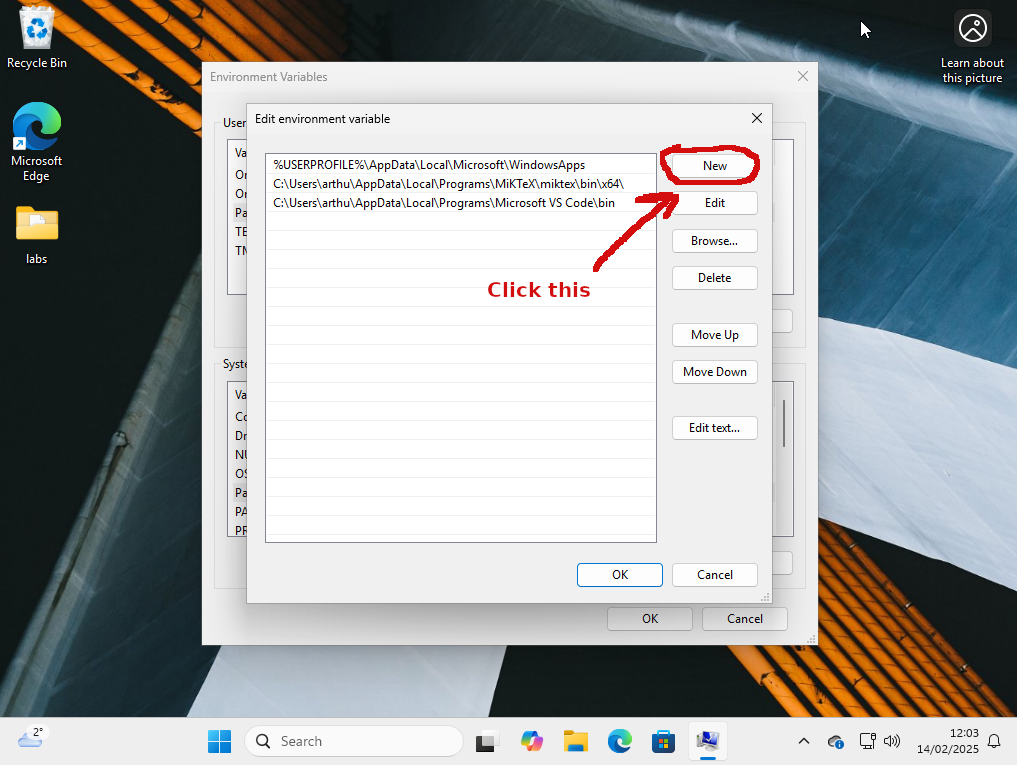 Recycle Bin
Learn about
this picture
Microsoft
Edge
labs
Environment Variables
Edit environment variable
User
Va
On
On
Pa
TE
TM
%USERPROFILE%\AppData\Local\Microsoft\WindowsApps
C:\Users\arthu\AppData\Local\Programs\MiKTeX\miktex\bin\x64\
C:\Users\arthu\AppData\Local\Programs\Microsoft VS Code\bin
New
Edit
Browse...
Delete
Click this
Move Up
Move Down
Edit text...
Syste
Va
Co
Dr
NU
OS
Pa
PA
PR
OK
Cancel
OK
Cancel
2°
Search
12:03
14/02/2025